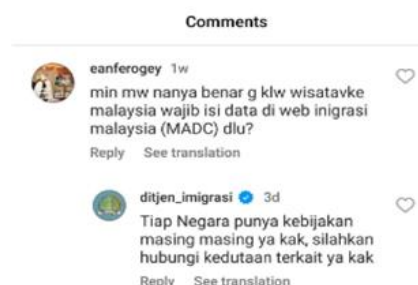 Comments
eanferogey 1w
min mw nanya benar g klw wisatavke
malaysia wajib isi data di web inigrasi
malaysia (MADC) dlu?
Reply See translation
ditjen_imigrasi 3d
Tiap Negara punya kebijakan
masing masing ya kak, silahkan
hubungi kedutaan terkait ya kak
Reply See translation